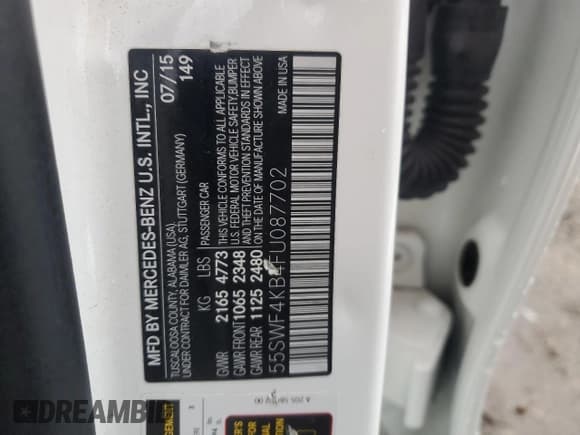 MFD BY MERCEDES-BENZ U.S. INTL., INC
TUSCALOOSA COUNTY, ALABAMA (USA)
UNDER CONTRACT FOR DAIMLER AG, STUTTGART (GERMANY)
07/15
149
KG LBS PASSENGER CAR
GVWR 2165 4773
GAWR FRONT 1065 2348
GAWR REAR 1125 2480
THIS VEHICLE CONFORMS TO ALL APPLICABLE
U.S. FEDERAL MOTOR VEHICLE SAFETY, BUMPER
AND THEFT PREVENTION STANDARDS IN EFFECT
ON THE DATE OF MANUFACTURE SHOWN ABOVE
55SWF4KB4FU087702
MADE IN USA
DREAMBID